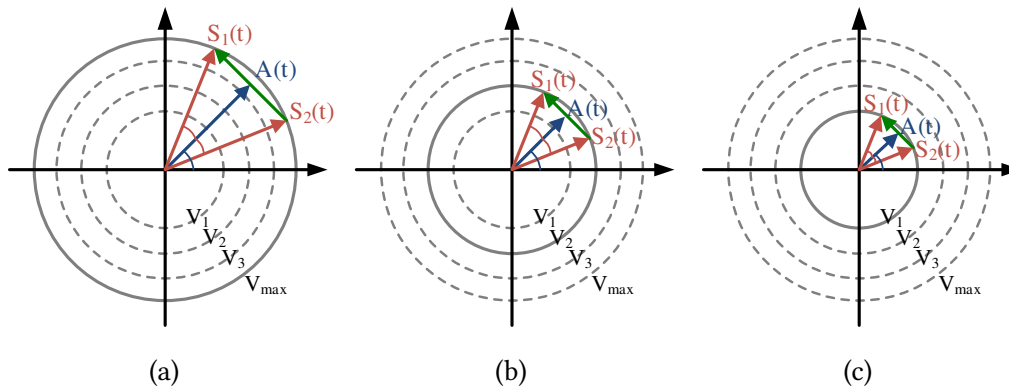 S₁(t)
A(t)
S₂(t)
V₁
V₂
V₃
Vmax
(a)
S₁(t)
A(t)
S₂(t)
V₁
V₂
V₃
Vmax
(b)
S₁(t)
A(t)
S₂(t)
V₁
V₂
V₃
Vmax
(c)